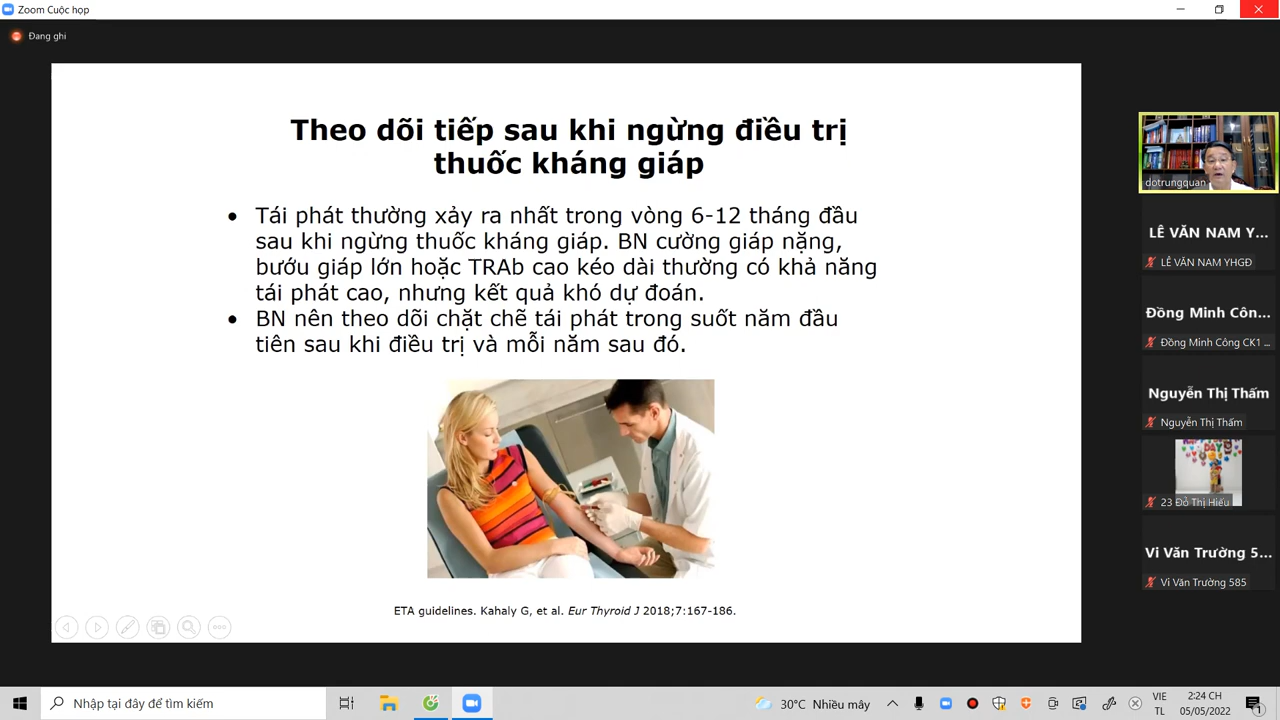 Zoom Cuộc họp
Đang ghi
Theo dõi tiếp sau khi ngừng điều trị
thuốc kháng giáp
• Tái phát thường xảy ra nhất trong vòng 6-12 tháng đầu
sau khi ngừng thuốc kháng giáp. BN cường giáp nặng,
bướu giáp lớn hoặc TRAb cao kéo dài thường có khả năng
tái phát cao, nhưng kết quả khó dự đoán.
• BN nên theo dõi chặt chẽ tái phát trong suốt năm đầu
tiên sau khi điều trị và mỗi năm sau đó.
ETA guidelines. Kahaly G, et al. Eur Thyroid J 2018;7:167-186.
dotrungquan
LÊ VĂN NAM Y...
LÊ VĂN NAM YHGĐ
Đồng Minh Côn...
Đồng Minh Công CK1 ...
Nguyễn Thị Thấm
Nguyễn Thị Thấm
23 Đỗ Thị Hiếu
Vi Văn Trường 5...
Vi Văn Trường 585
Nhập tại đây để tìm kiếm
30°C Nhiều mây
VIE
TL
2:24 CH
05/05/2022
1